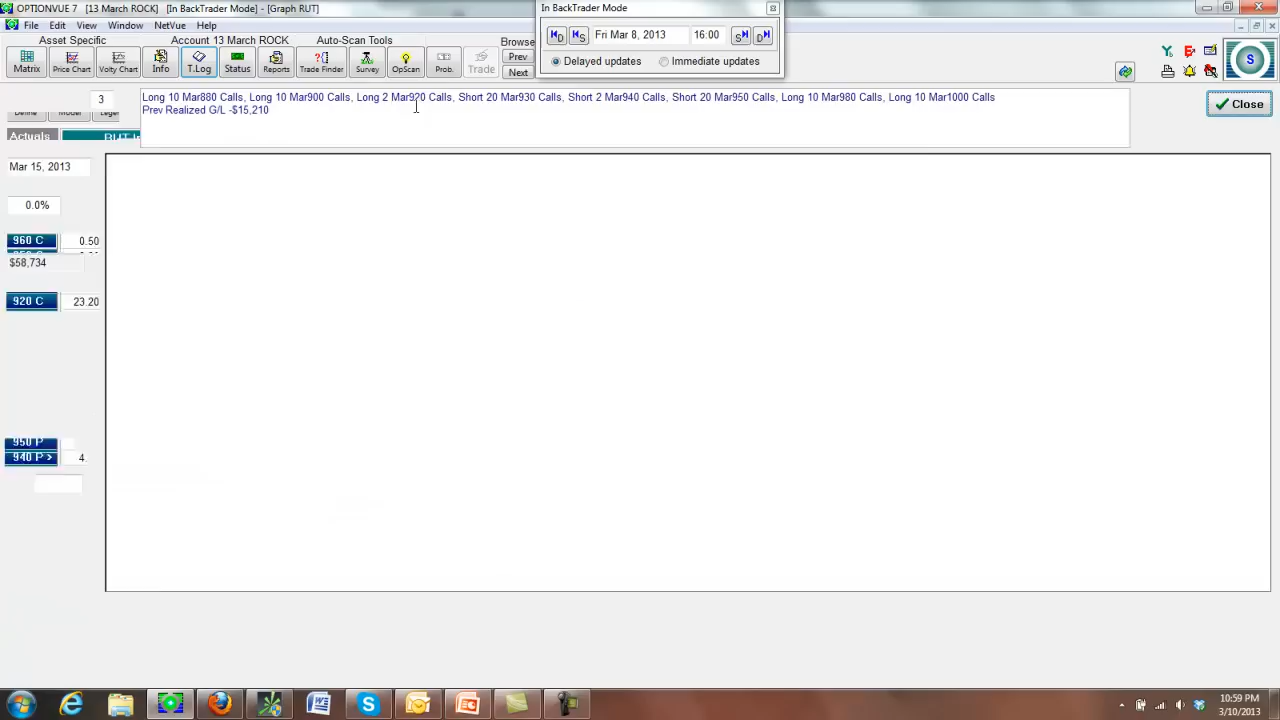 OPTIONVUE 7 [13 March ROCK] [In BackTrader Mode] - [Graph RUT]
File Edit View Window NetVue Help
Asset Specific Account 13 March ROCK Auto-Scan Tools Browse
Matrix Price Chart Volty Chart Info T.Log Status Reports Trade Finder Survey OpScan Prob. Trade
Prev
Next
In BackTrader Mode
Fri Mar 8, 2013 16:00
Delayed updates Immediate updates
3
Long 10 Mar880 Calls, Long 10 Mar900 Calls, Long 2 Mar920 Calls, Short 20 Mar930 Calls, Short 2 Mar940 Calls, Short 20 Mar950 Calls, Long 10 Mar980 Calls, Long 10 Mar1000 Calls
Prev Realized G/L -$15,210
Close
Actuals
Mar 15, 2013
0.0%
960 C 0.50
$58,734
920 C 23.20
950 P
940 P > 4
10:59 PM
3/10/2013